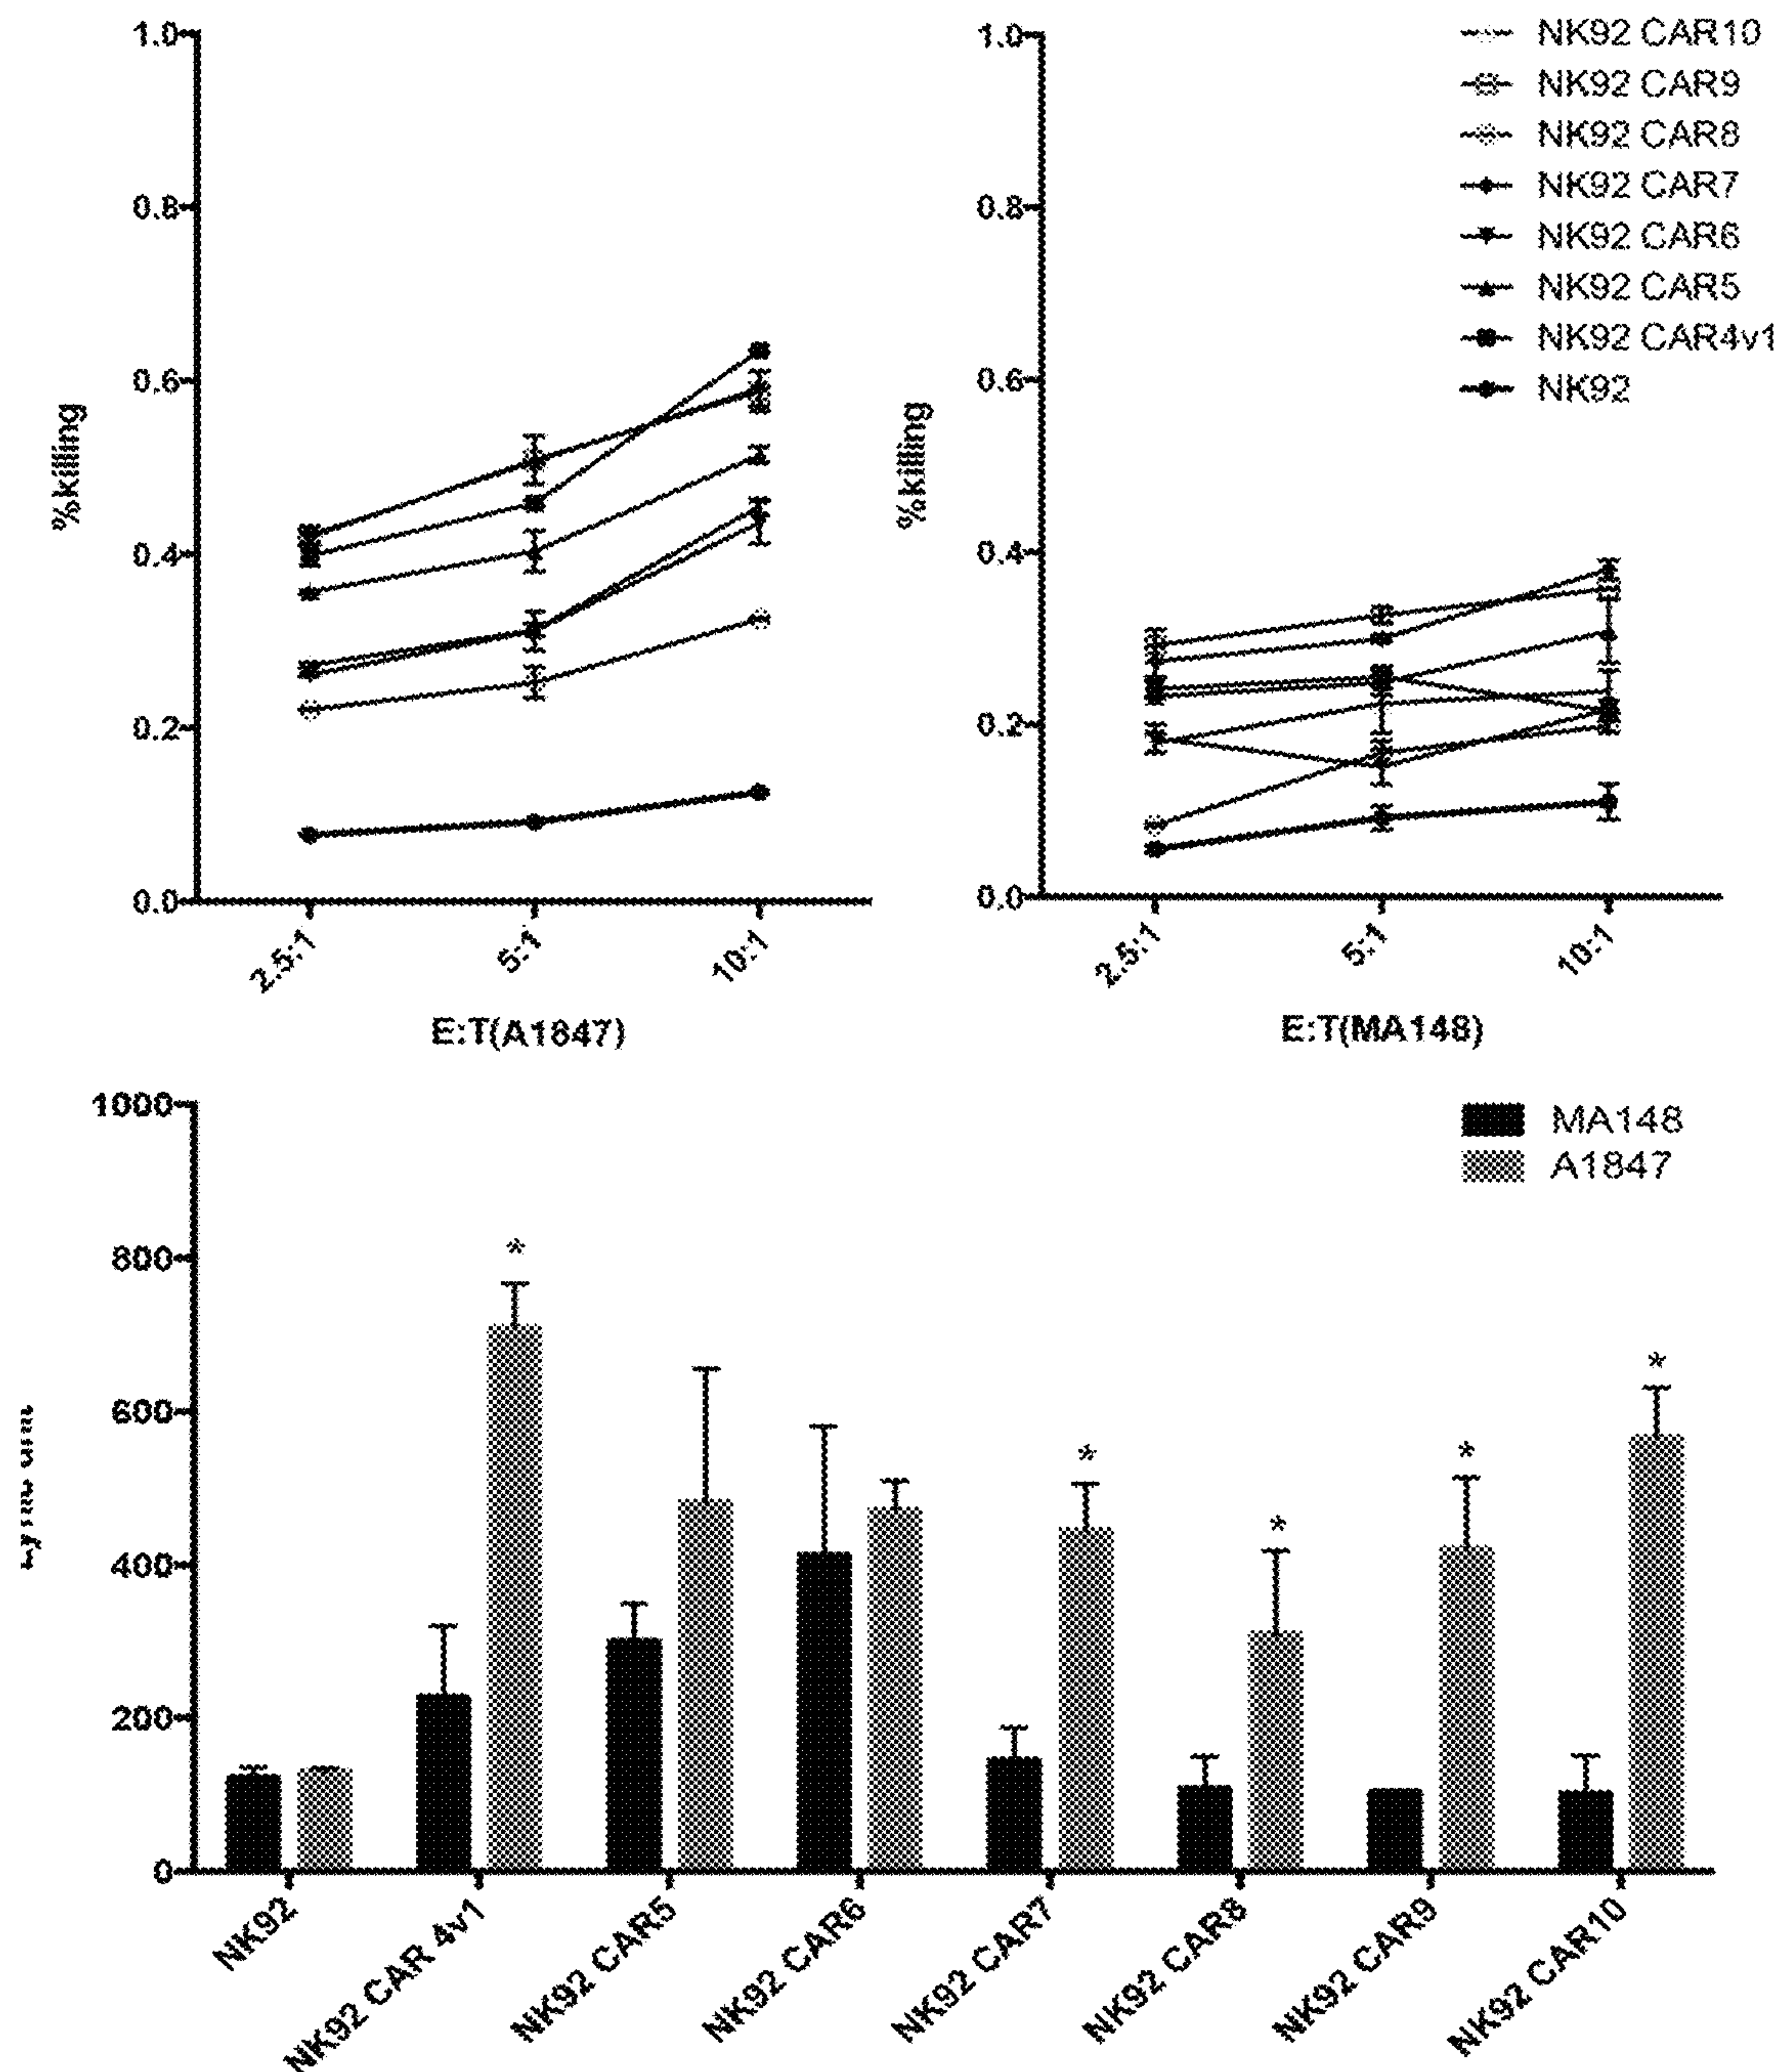 1.0
0.8
0.6
0.4
0.2
0.0
%killing
2.5:1
5:1
10:1
E:T(A1847)
1.0
0.8
0.6
0.4
0.2
0.0
%killing
2.5:1
5:1
10:1
E:T(MA148)
NK92 CAR10
NK92 CAR9
NK92 CAR8
NK92 CAR7
NK92 CAR6
NK92 CAR5
NK92 CAR4v1
NK92
1000
800
600
400
200
0
MA148
A1847
*
*
*
*
*
NK92
NK92 CAR 4v1
NK92 CAR5
NK92 CAR6
NK92 CAR7
NK92 CAR8
NK92 CAR9
NK92 CAR10